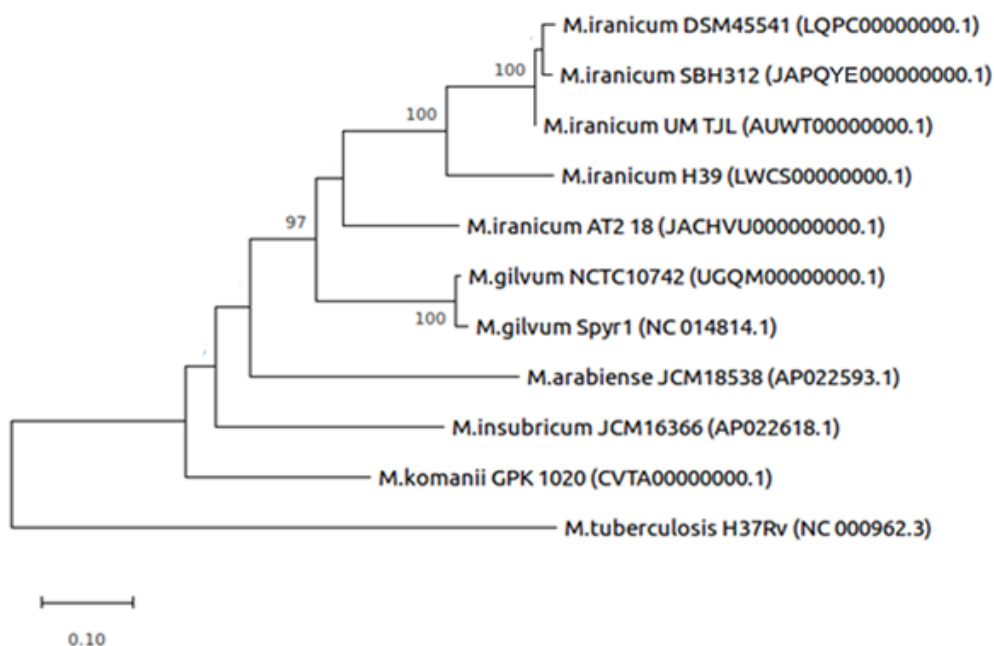 M.iranicum DSM45541 (LQPC00000000.1)
100
M.iranicum SBH312 (JAPQYE000000000.1)
100
M.iranicum UM TJL (AUWT00000000.1)
M.iranicum H39 (LWCS00000000.1)
97
M.iranicum AT2 18 (JACHVU000000000.1)
M.gilvum NCTC10742 (UGQM00000000.1)
100
M.gilvum Spyr1 (NC 014814.1)
M.arabiense JCM18538 (AP022593.1)
M.insubricum JCM16366 (AP022618.1)
M.komanii GPK 1020 (CVTA00000000.1)
M.tuberculosis H37Rv (NC 000962.3)
0.10